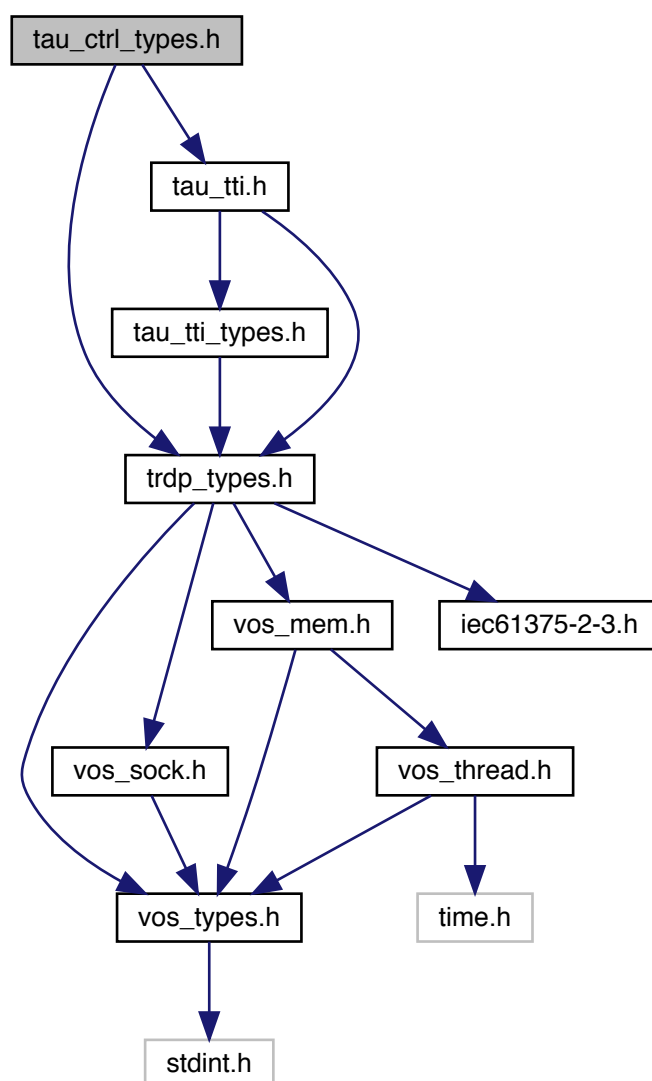 tau_ctrl_types.h
tau_tti.h
tau_tti_types.h
trdp_types.h
vos_mem.h
iec61375-2-3.h
vos_sock.h
vos_thread.h
vos_types.h
time.h
stdint.h